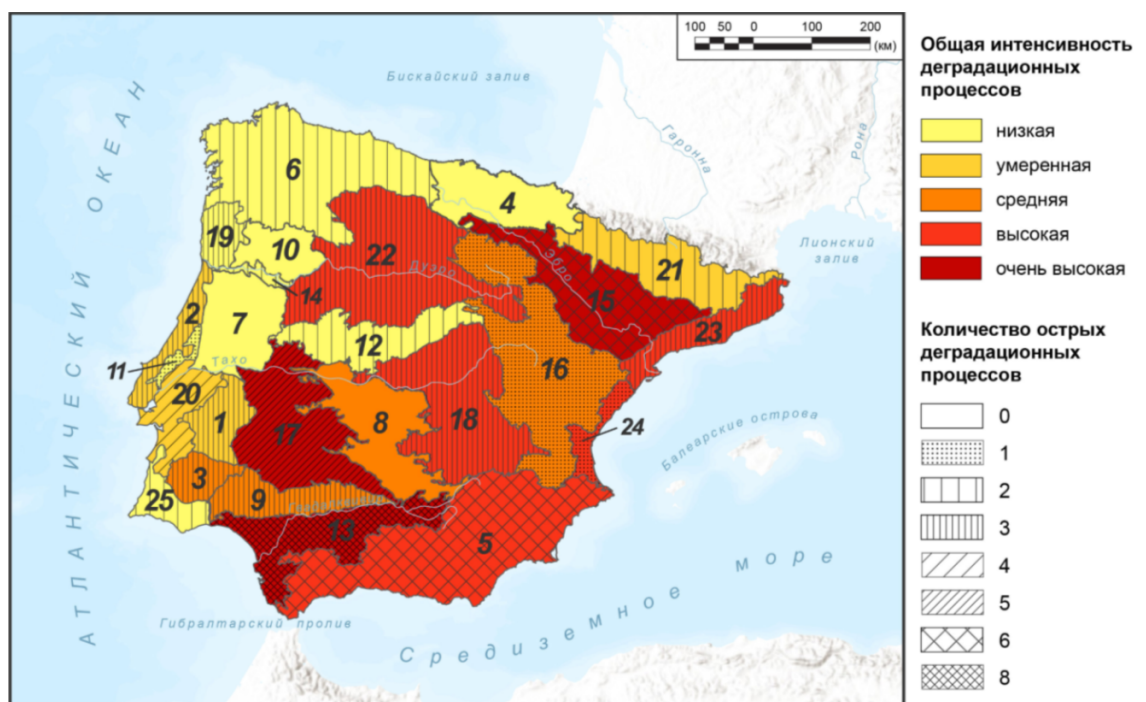 100 50 0 100 200
(км)
Бискайский залив
АТЛАНТИЧЕСКИЙ ОКЕАН
Гаронна
Рона
Лионский
залив
6
4
19
10
22
Дуэро
Эбро
21
15
14
2
7
12
23
11
Тахо
16
20
1
17
8
18
24
Балеарские острова
3
9
25
13
5
Гибралтарский пролив
Средиземное море
Общая интенсивность
деградационных
процессов
низкая
умеренная
средняя
высокая
очень высокая
Количество острых
деградационных
процессов
0
1
2
3
4
5
6
8